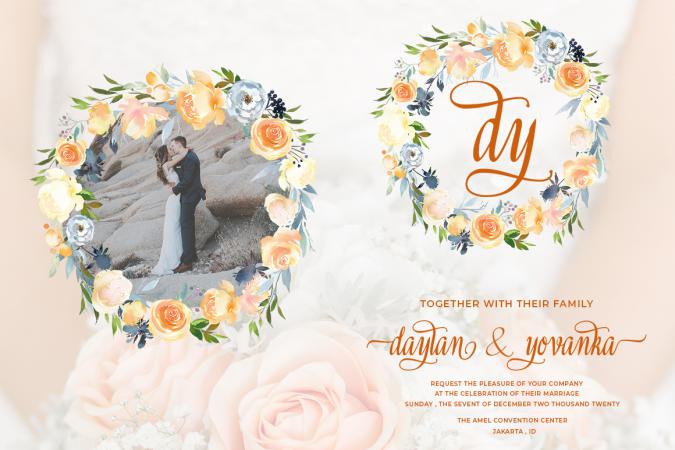 dy
TOGETHER WITH THEIR FAMILY
daylan & yovanka
REQUEST THE PLEASURE OF YOUR COMPANY
AT THE CELEBRATION OF THEIR MARRIAGE
SUNDAY , THE SEVENT OF DECEMBER TWO THOUSAND TWENTY
THE AMEL CONVENTION CENTER
JAKARTA , ID